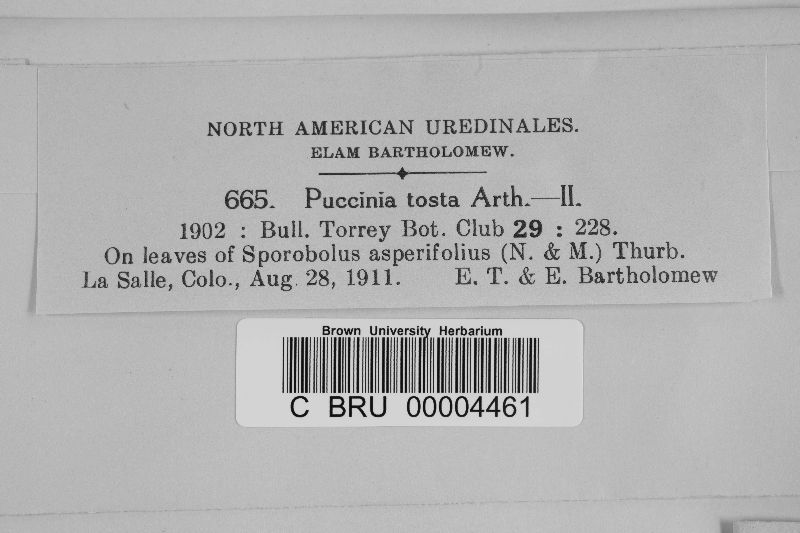 NORTH AMERICAN UREDINALES.
ELAM BARTHOLOMEW.
665. Puccinia tosta Arth.—II.
1902 : Bull. Torrey Bot. Club 29 : 228.
On leaves of Sporobolus asperifolius (N. & M.) Thurb.
La Salle, Colo., Aug. 28, 1911. E. T. & E. Bartholomew
Brown University Herbarium
C BRU 00004461